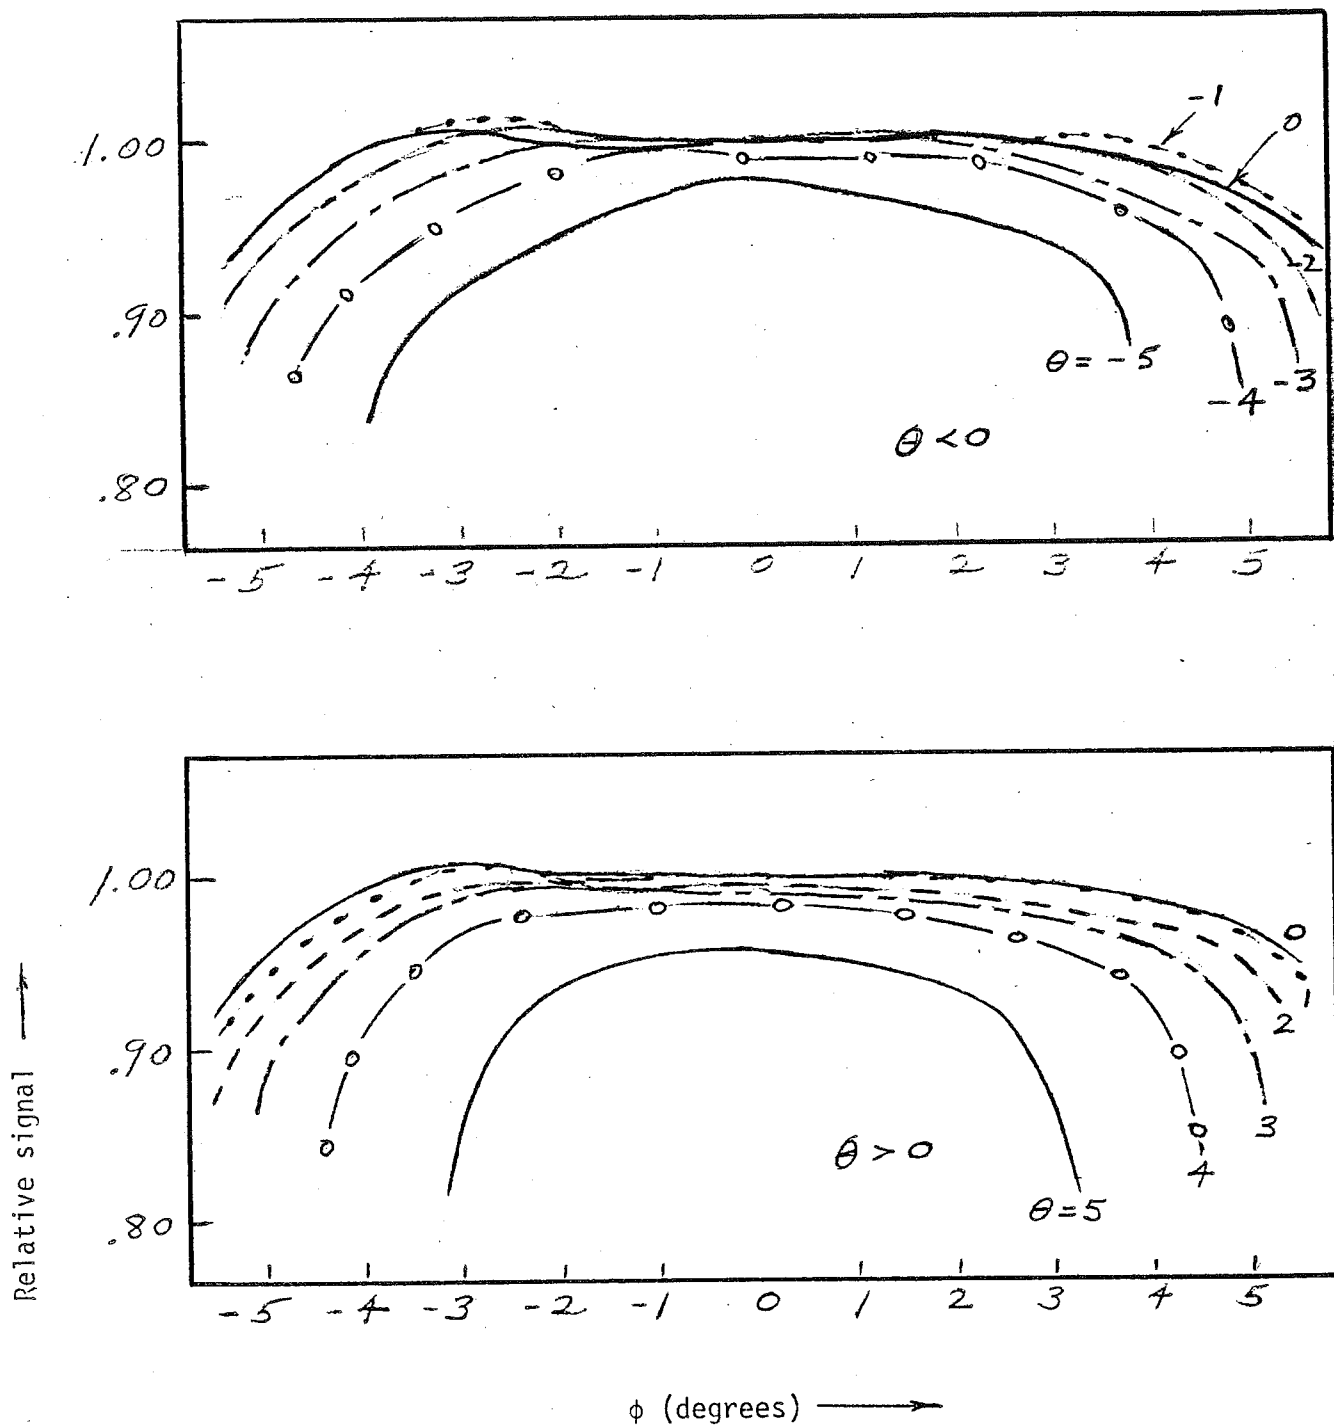 -1
0
1.00
.90
.80
-2
-3
-4
θ = -5
θ < 0
-5 -4 -3 -2 -1 0 1 2 3 4 5
1.00
.90
.80
0
1
2
3
4
θ = 5
θ > 0
-5 -4 -3 -2 -1 0 1 2 3 4 5
Relative signal
ϕ (degrees)